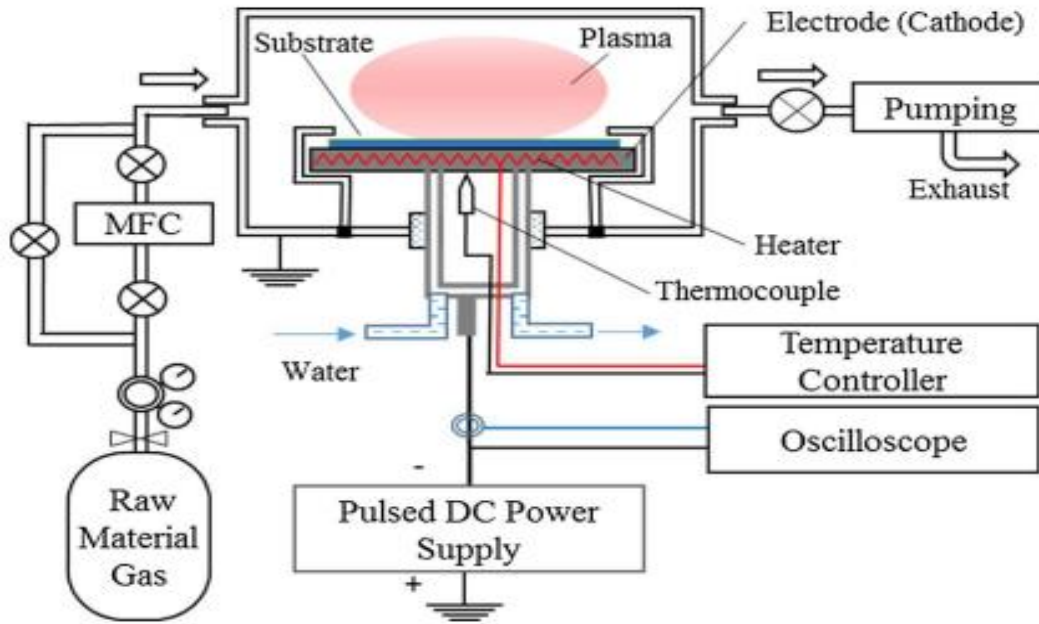 Electrode (Cathode)
Substrate
Plasma
Pumping
Exhaust
MFC
Heater
Thermocouple
Water
Temperature
Controller
Oscilloscope
-
Pulsed DC Power
Supply
+
Raw
Material
Gas